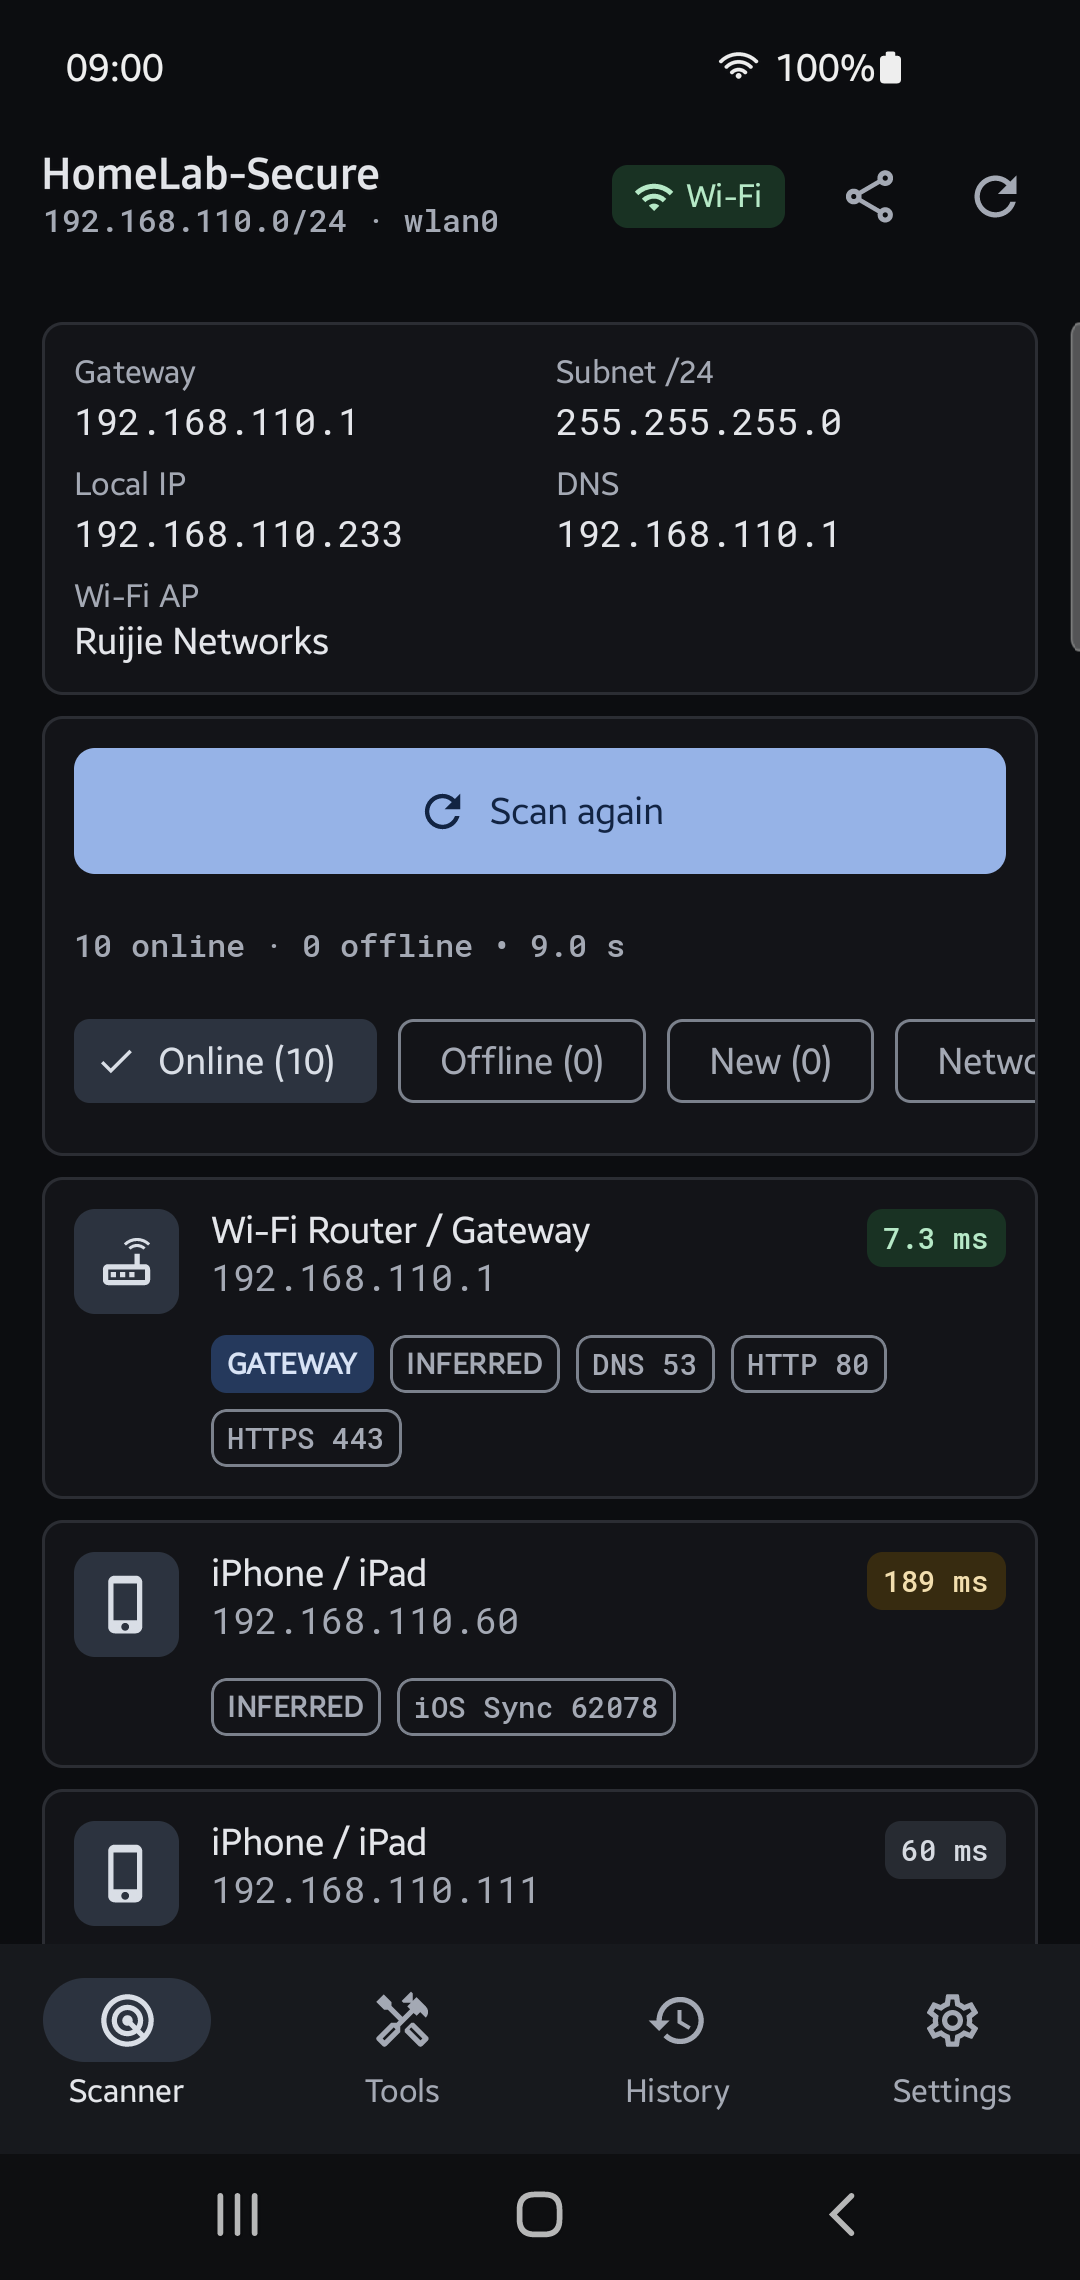 09:00
100%
HomeLab-Secure
Wi-Fi
192.168.110.0/24 · wlan0
Gateway
Subnet /24
192.168.110.1
255.255.255.0
Local IP
DNS
192.168.110.233
192.168.110.1
Wi-Fi AP
Ruijie Networks
Scan again
10 online · 0 offline • 9.0 s
Online (10)
Offline (0)
New (0)
Netwo
Wi-Fi Router / Gateway
7.3 ms
192.168.110.1
GATEWAY
INFERRED
DNS 53
HTTP 80
HTTPS 443
iPhone / iPad
189 ms
192.168.110.60
INFERRED
iOS Sync 62078
iPhone / iPad
60 ms
192.168.110.111
Scanner
Tools
History
Settings